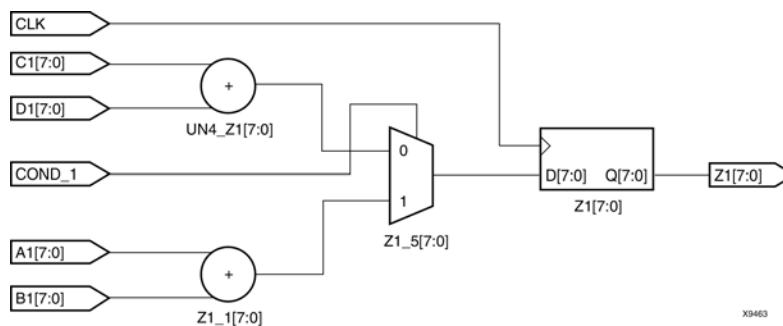 CLK
C1[7:0]
+
D1[7:0]
UN4_Z1[7:0]
COND_1
0
1
D[7:0] Q[7:0]
Z1[7:0]
Z1[7:0]
Z1_5[7:0]
A1[7:0]
+
B1[7:0]
Z1_1[7:0]
X9463